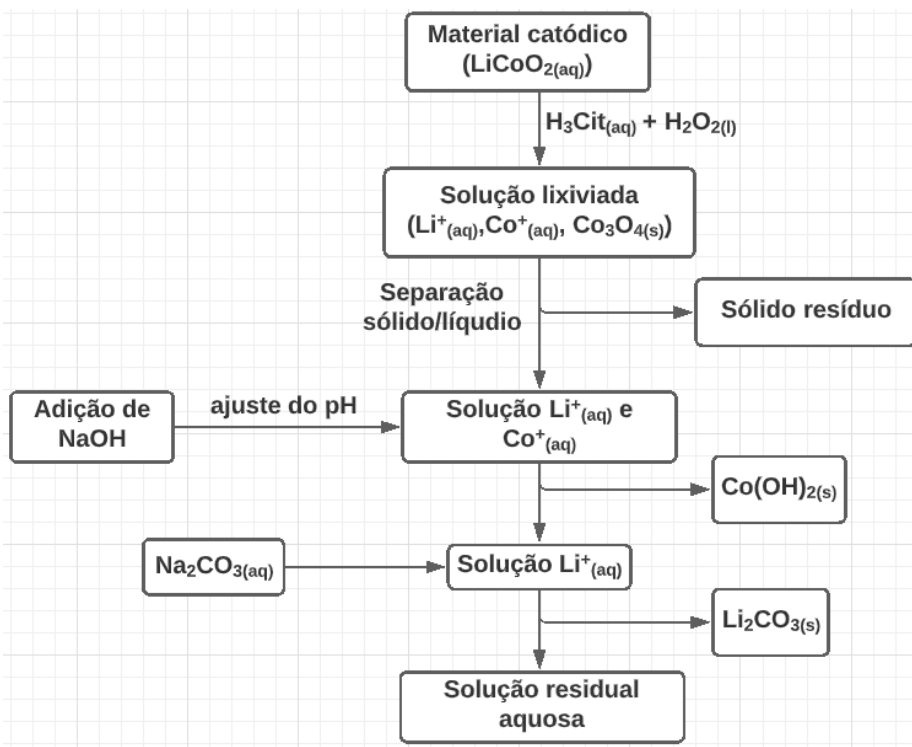 Material catódico
(LiCoO₂(aq))
H₃Cit(aq) + H₂O₂(l)
Solução lixiviada
(Li⁺(aq),Co⁺(aq), Co₃O₄(s))
Separação
sólido/líqudio
Sólido resíduo
Adição de
NaOH
ajuste do pH
Solução Li⁺(aq) e
Co⁺(aq)
Co(OH)₂(s)
Na₂CO₃(aq)
Solução Li⁺(aq)
Li₂CO₃(s)
Solução residual
aquosa